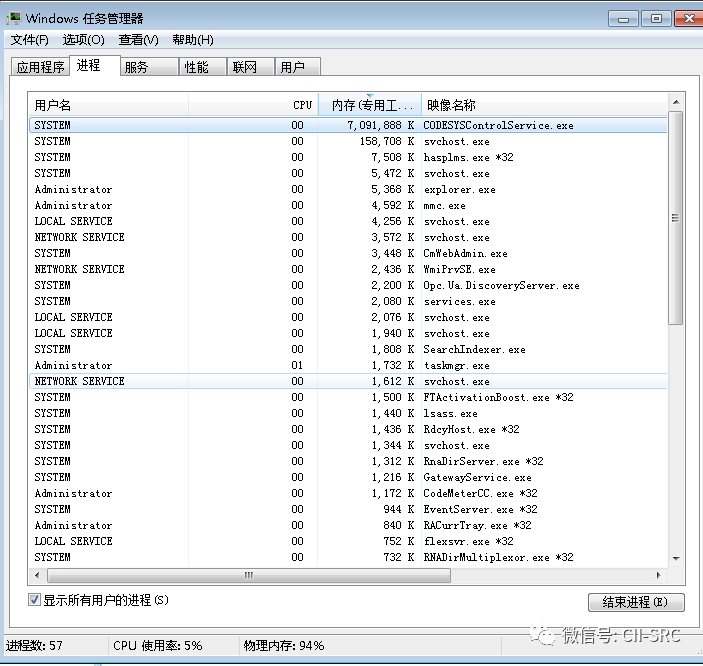 Windows 任务管理器
文件(F) 选项(O) 查看(V) 帮助(H)
应用程序 进程 服务 性能 联网 用户
用户名 CPU 内存(专用工... 映像名称
SYSTEM 00 7,091,888 K CODESYSControlService.exe
SYSTEM 00 158,708 K svchost.exe
SYSTEM 00 7,508 K hasplms.exe *32
SYSTEM 00 5,472 K svchost.exe
Administrator 00 5,368 K explorer.exe
Administrator 00 4,592 K mmc.exe
LOCAL SERVICE 00 4,256 K svchost.exe
NETWORK SERVICE 00 3,572 K svchost.exe
SYSTEM 00 3,448 K CmWebAdmin.exe
NETWORK SERVICE 00 2,436 K WmiPrvSE.exe
SYSTEM 00 2,200 K Opc.Ua.DiscoveryServer.exe
SYSTEM 00 2,080 K services.exe
LOCAL SERVICE 00 2,076 K svchost.exe
LOCAL SERVICE 00 1,940 K svchost.exe
SYSTEM 00 1,808 K SearchIndexer.exe
Administrator 01 1,732 K taskmgr.exe
NETWORK SERVICE 00 1,612 K svchost.exe
SYSTEM 00 1,500 K FTActivationBoost.exe *32
SYSTEM 00 1,440 K lsass.exe
SYSTEM 00 1,436 K RdcyHost.exe *32
SYSTEM 00 1,344 K svchost.exe
SYSTEM 00 1,312 K RnaDirServer.exe *32
SYSTEM 00 1,216 K GatewayService.exe
Administrator 00 1,172 K CodeMeterCC.exe *32
SYSTEM 00 944 K EventServer.exe *32
Administrator 00 840 K RACurrTray.exe *32
LOCAL SERVICE 00 752 K flexsvr.exe *32
SYSTEM 00 732 K RNADirMultiplexor.exe *32
显示所有用户的进程(S) 结束进程(E)
微信号: CII-SRC
进程数: 57 CPU 使用率: 5% 物理内存: 94%